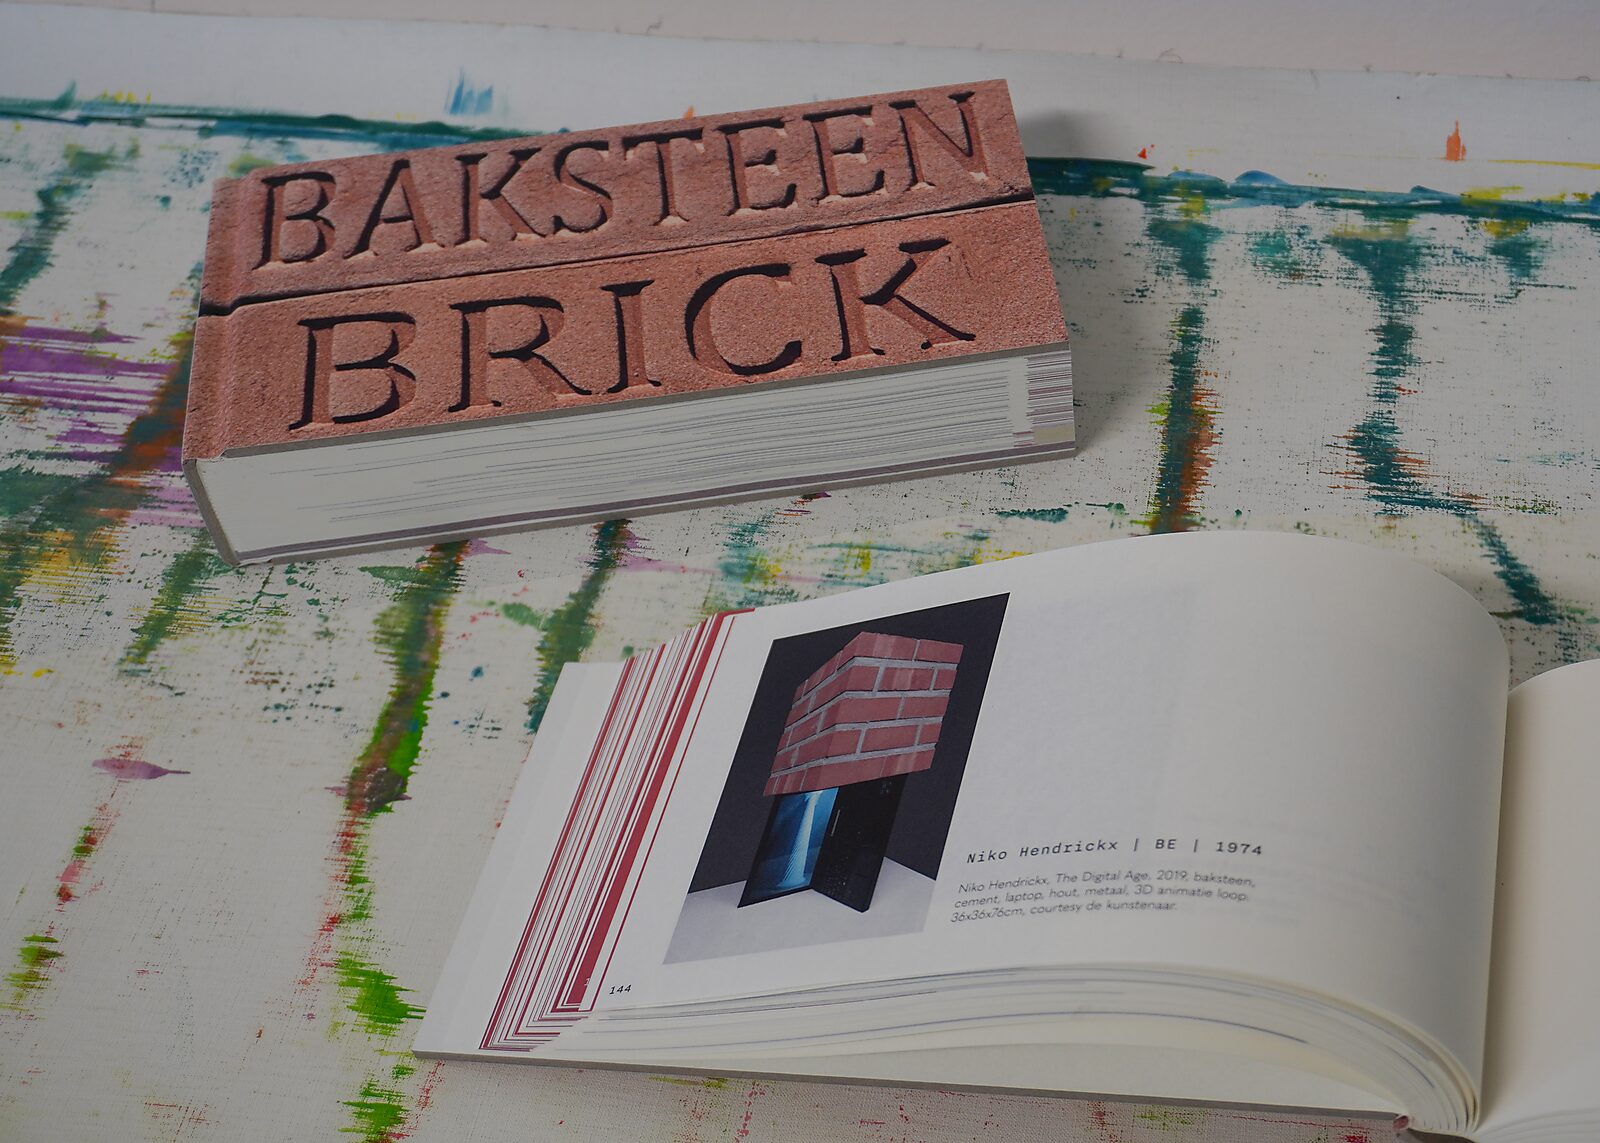 BAKSTEEN
BRICK
Niko Hendrickx | BE | 1974
Niko Hendrickx, The Digital Age, 2019, baksteen,
cement, laptop, hout, metaal, 3D animatie loop.
36x36x76cm, courtesy de kunstenaar.
144